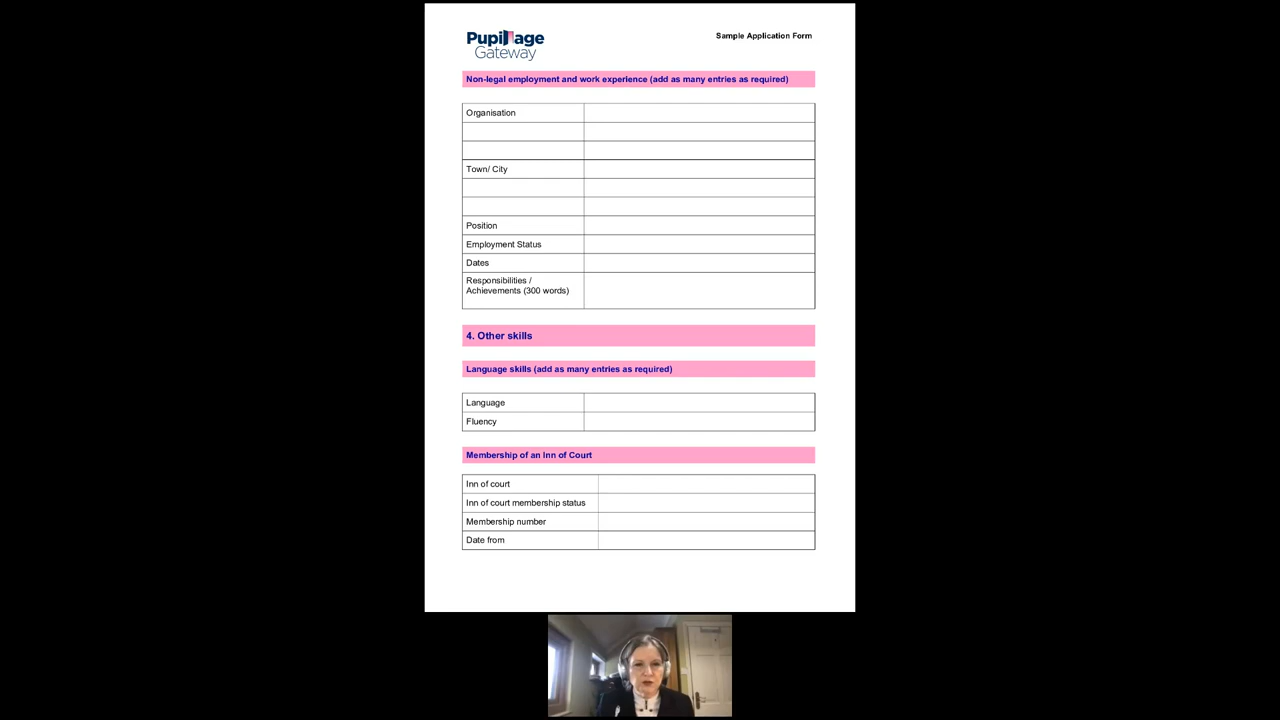 Pupillage
Gateway
Sample Application Form
Non-legal employment and work experience (add as many entries as required)
Organisation
Town/ City
Position
Employment Status
Dates
Responsibilities /
Achievements (300 words)
4. Other skills
Language skills (add as many entries as required)
Language
Fluency
Membership of an Inn of Court
Inn of court
Inn of court membership status
Membership number
Date from